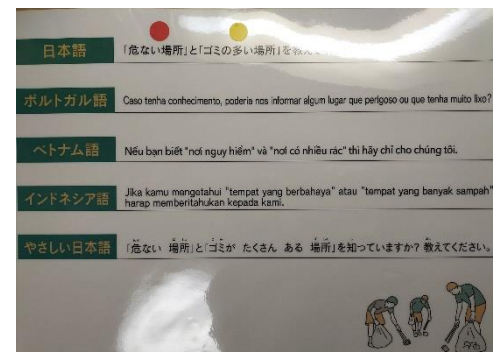 日本語
「危ない場所」と「ゴミの多い場所」を教え
ポルトガル語
Caso tenha conhecimento, poderia nos informar algum lugar que perigoso ou que tenha muito lixo?
ベトナム語
Nếu bạn biết "nơi nguy hiểm" và "nơi có nhiều rác" thì hãy chỉ cho chúng tôi.
インドネシア語
Jika kamu mengetahui "tempat yang berbahaya" atau "tempat yang banyak sampah"
harap memberitahukan kepada kami.
やさしい日本語
「危ない 場所」と「ゴミが たくさん ある 場所」を知っていますか? 教えてください。